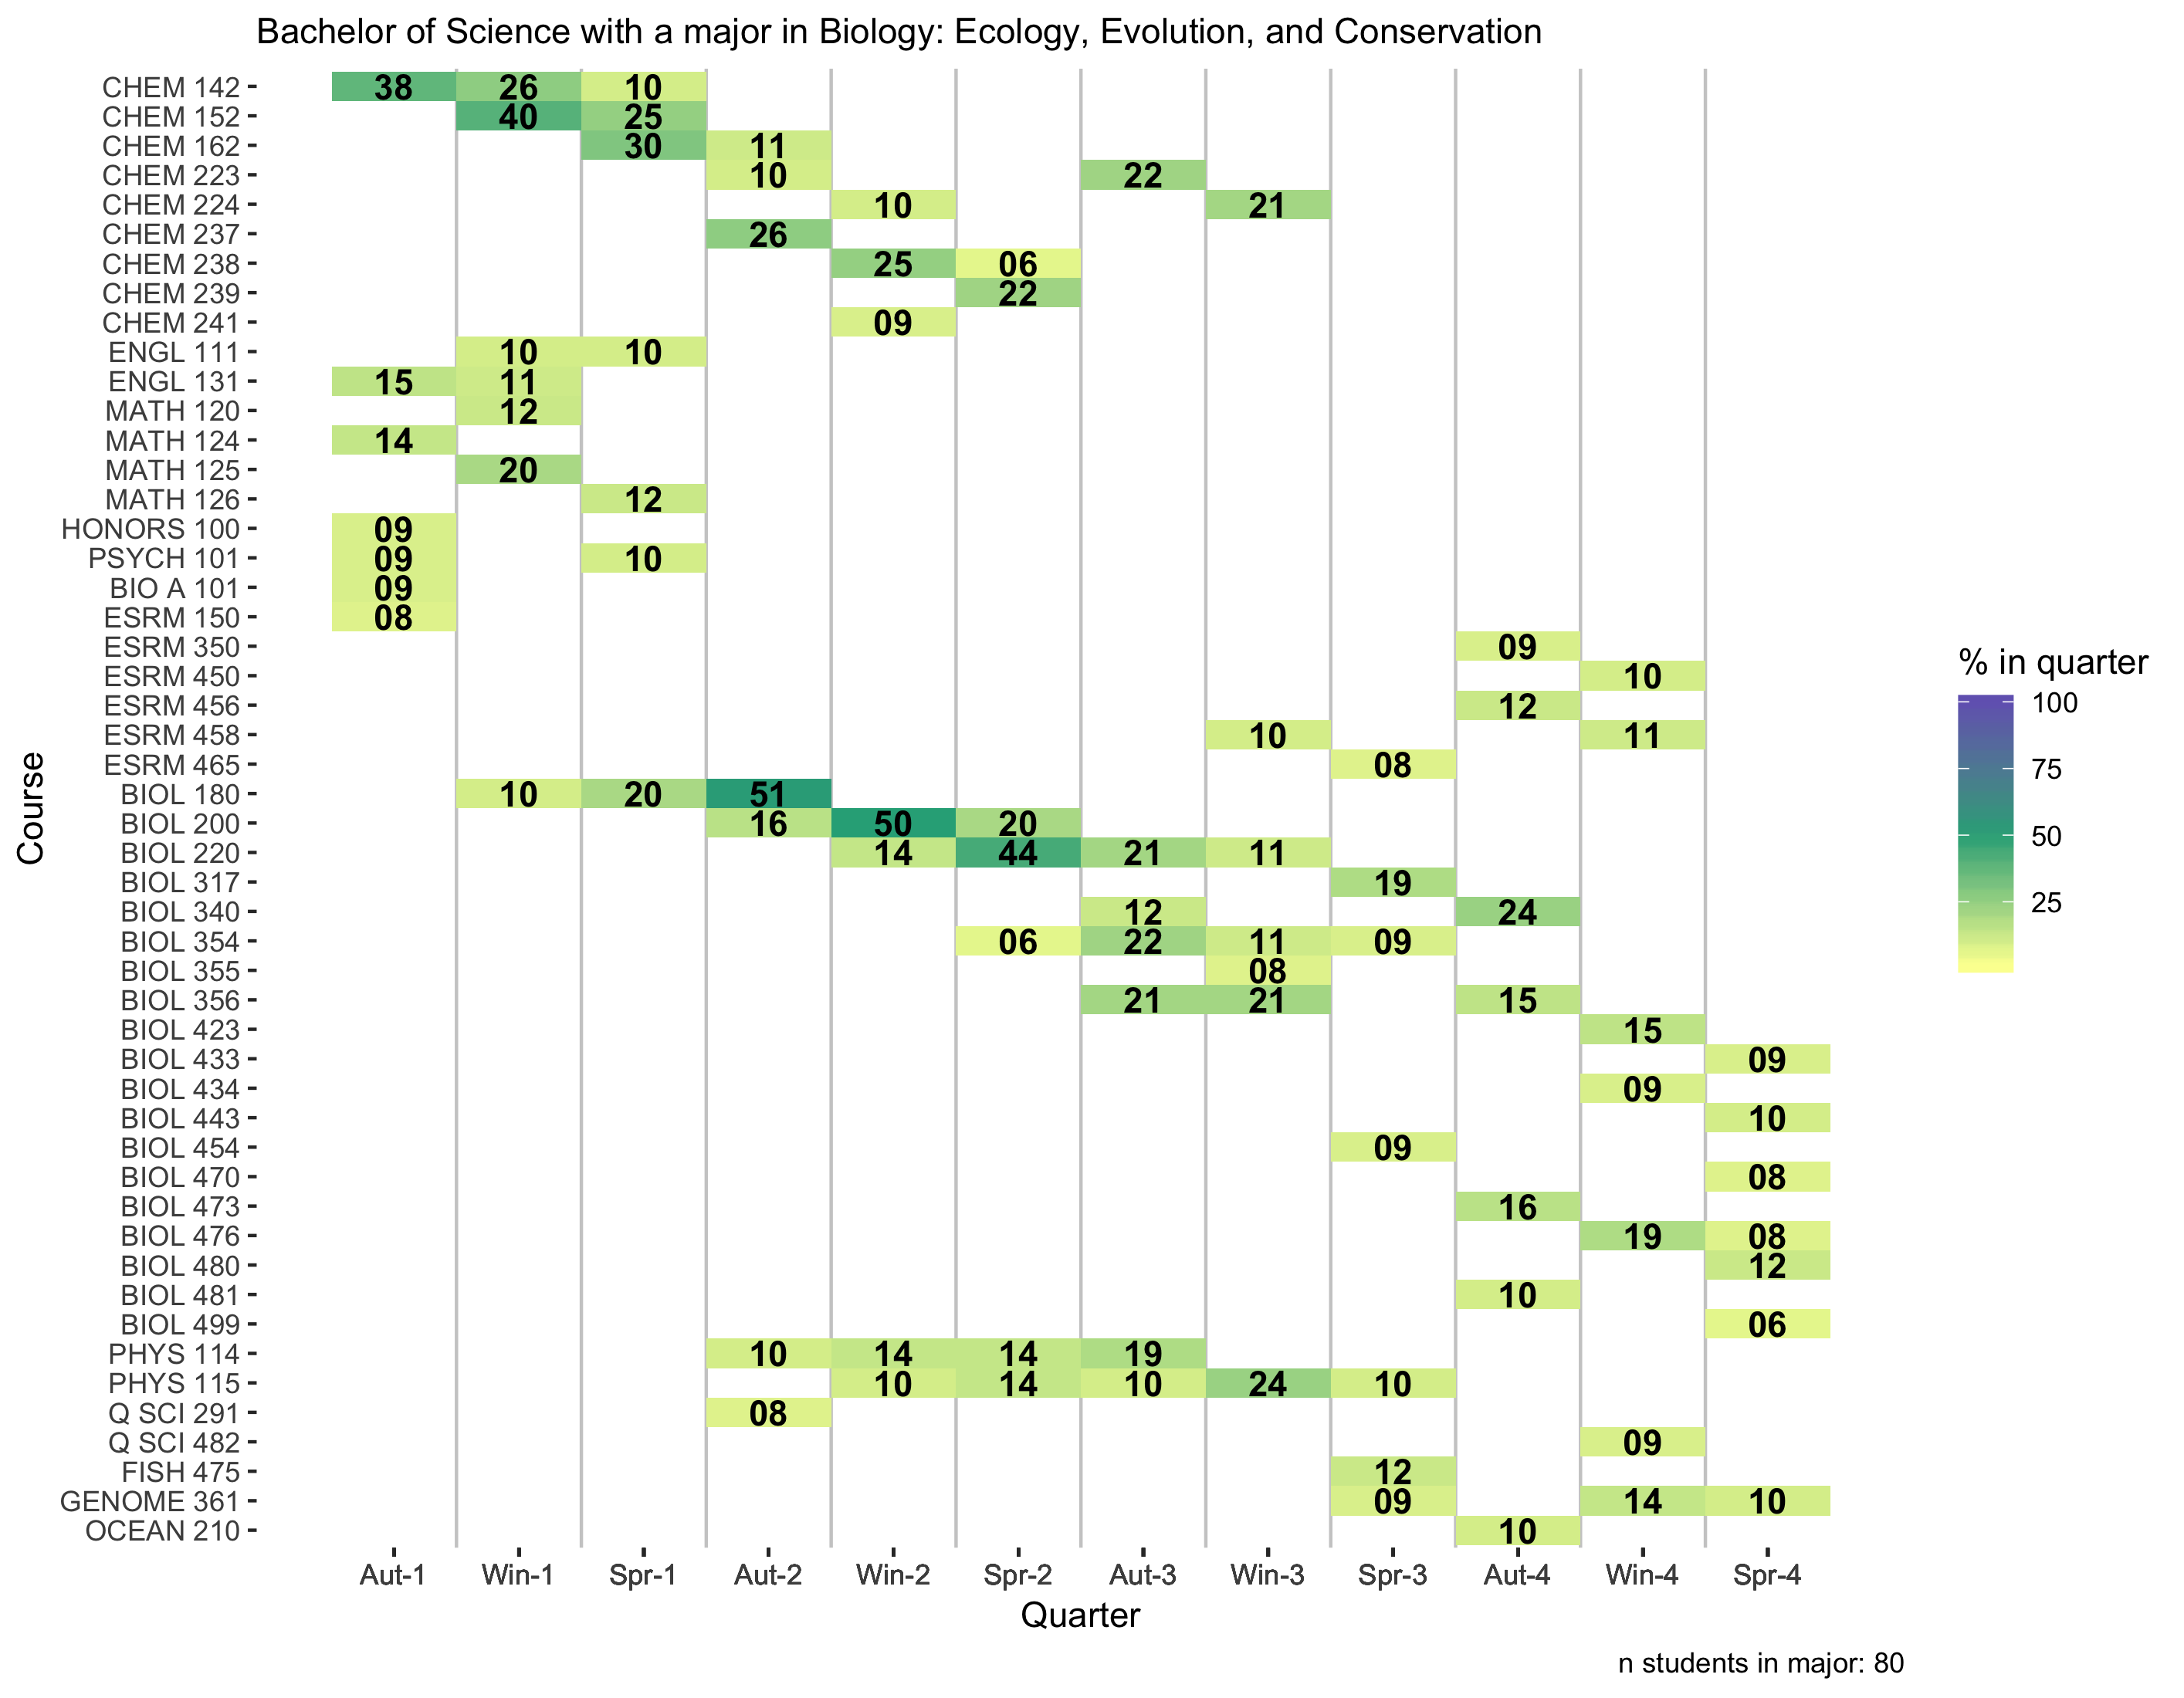 Bachelor of Science with a major in Biology: Ecology, Evolution, and Conservation
CHEM 142 38 26 10
CHEM 152 40 25
CHEM 162 30 11
CHEM 223 10 22
CHEM 224 10 21
CHEM 237 26
CHEM 238 25 06
CHEM 239 22
CHEM 241 09
ENGL 111 10 10
ENGL 131 15 11
MATH 120 12
MATH 124 14
MATH 125 20
MATH 126 12
HONORS 100 09
PSYCH 101 09 10
BIO A 101 09
ESRM 150 08
ESRM 350 09
ESRM 450 10
ESRM 456 12
ESRM 458 10 11
ESRM 465 08
BIOL 180 10 20 51
BIOL 200 16 50 20
BIOL 220 14 44 21 11
BIOL 317 19
BIOL 340 12 24
BIOL 354 06 22 11 09
BIOL 355 08
BIOL 356 21 21 15
BIOL 423 15
BIOL 433 09
BIOL 434 09
BIOL 443 10
BIOL 454 09
BIOL 470 08
BIOL 473 16
BIOL 476 19 08
BIOL 480 12
BIOL 481 10
BIOL 499 06
PHYS 114 10 14 14 19
PHYS 115 10 14 10 24 10
Q SCI 291 08
Q SCI 482 09
FISH 475 12
GENOME 361 09 14 10
OCEAN 210 10
Aut-1 Win-1 Spr-1 Aut-2 Win-2 Spr-2 Aut-3 Win-3 Spr-3 Aut-4 Win-4 Spr-4
Quarter
Course
% in quarter
100
75
50
25
n students in major: 80